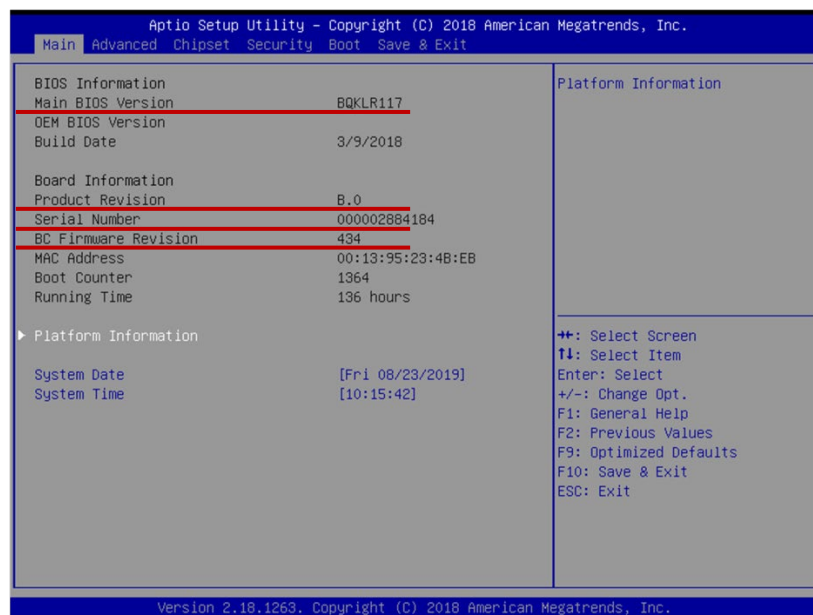 Aptio Setup Utility – Copyright (C) 2018 American Megatrends, Inc.
Main Advanced Chipset Security Boot Save & Exit
BIOS Information
Main BIOS Version BQKLR117
OEM BIOS Version
Build Date 3/9/2018
Board Information
Product Revision B.0
Serial Number 000002884184
BC Firmware Revision 434
MAC Address 00:13:95:23:4B:EB
Boot Counter 1364
Running Time 136 hours
Platform Information
System Date [Fri 08/23/2019]
System Time [10:15:42]
Platform Information
→←: Select Screen
↑↓: Select Item
Enter: Select
+/-: Change Opt.
F1: General Help
F2: Previous Values
F9: Optimized Defaults
F10: Save & Exit
ESC: Exit
Version 2.18.1263. Copyright (C) 2018 American Megatrends, Inc.